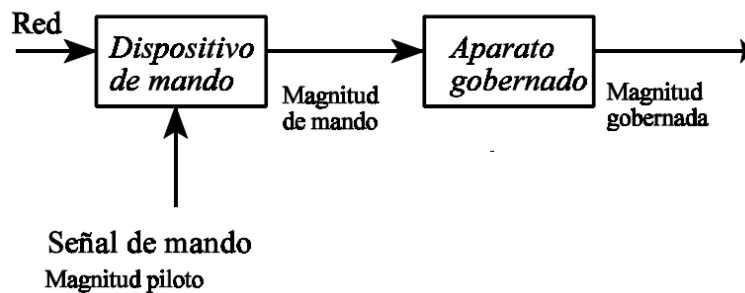 Red
Dispositivo
de mando
Aparato
gobernado
Magnitud
de mando
Magnitud
gobernada
Señal de mando
Magnitud piloto